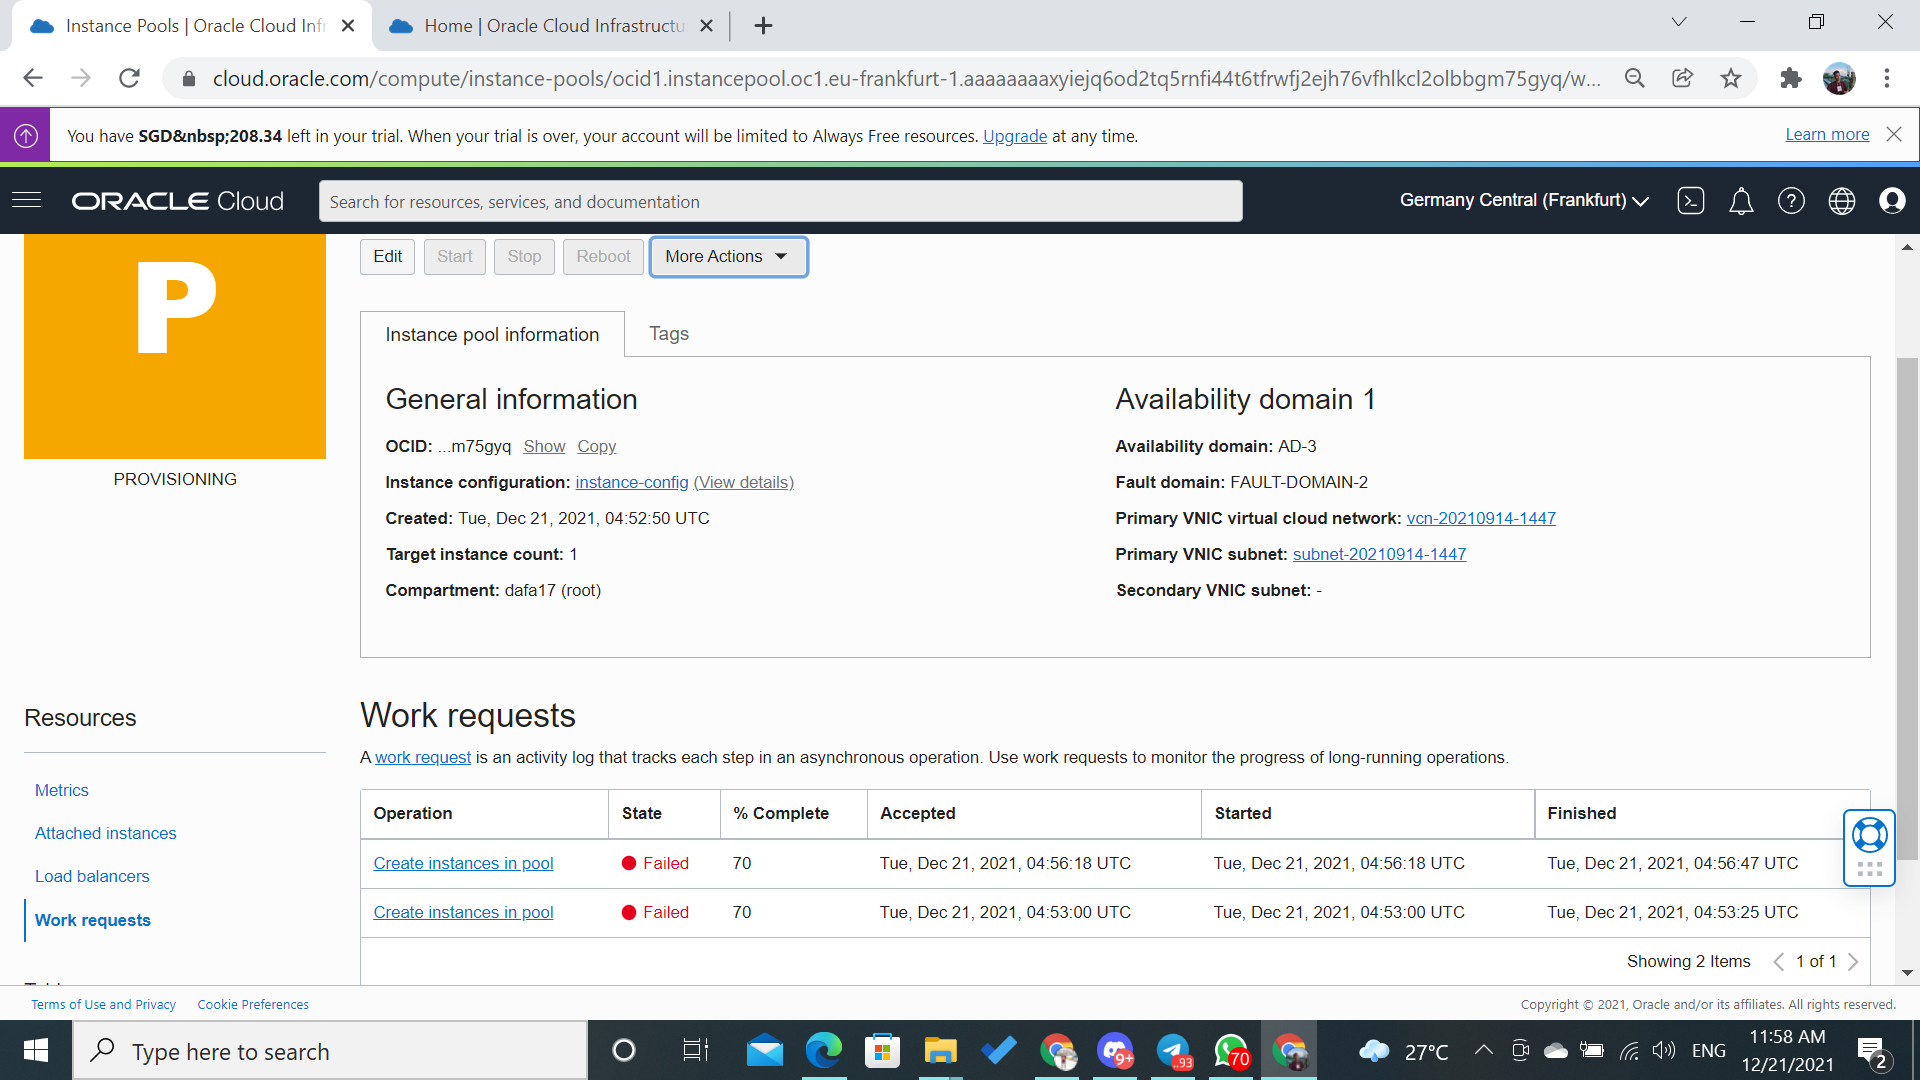 Instance Pools | Oracle Cloud Infr
Home | Oracle Cloud Infrastructu
cloud.oracle.com/compute/instance-pools/ocid1.instancepool.oc1.eu-frankfurt-1.aaaaaaaaxyiejq6od2tq5rnfi44t6tfrwfj2ejh76vfhlkcl2olbbgm75gyq/w...
You have SGD&nbsp;208.34 left in your trial. When your trial is over, your account will be limited to Always Free resources. Upgrade at any time.
Learn more
ORACLE Cloud
Search for resources, services, and documentation
Germany Central (Frankfurt)
P
PROVISIONING
Edit
Start
Stop
Reboot
More Actions
Instance pool information
Tags
General information
OCID: ...m75gyq Show Copy
Instance configuration: instance-config (View details)
Created: Tue, Dec 21, 2021, 04:52:50 UTC
Target instance count: 1
Compartment: dafa17 (root)
Availability domain 1
Availability domain: AD-3
Fault domain: FAULT-DOMAIN-2
Primary VNIC virtual cloud network: vcn-20210914-1447
Primary VNIC subnet: subnet-20210914-1447
Secondary VNIC subnet: -
Resources
Metrics
Attached instances
Load balancers
Work requests
Work requests
A work request is an activity log that tracks each step in an asynchronous operation. Use work requests to monitor the progress of long-running operations.
Operation State % Complete Accepted Started Finished
Create instances in pool Failed 70 Tue, Dec 21, 2021, 04:56:18 UTC Tue, Dec 21, 2021, 04:56:18 UTC Tue, Dec 21, 2021, 04:56:47 UTC
Create instances in pool Failed 70 Tue, Dec 21, 2021, 04:53:00 UTC Tue, Dec 21, 2021, 04:53:00 UTC Tue, Dec 21, 2021, 04:53:25 UTC
Showing 2 Items 1 of 1
Terms of Use and Privacy Cookie Preferences
Copyright © 2021, Oracle and/or its affiliates. All rights reserved.
Type here to search
9+
..93
70
27°C
ENG
11:58 AM
12/21/2021
2